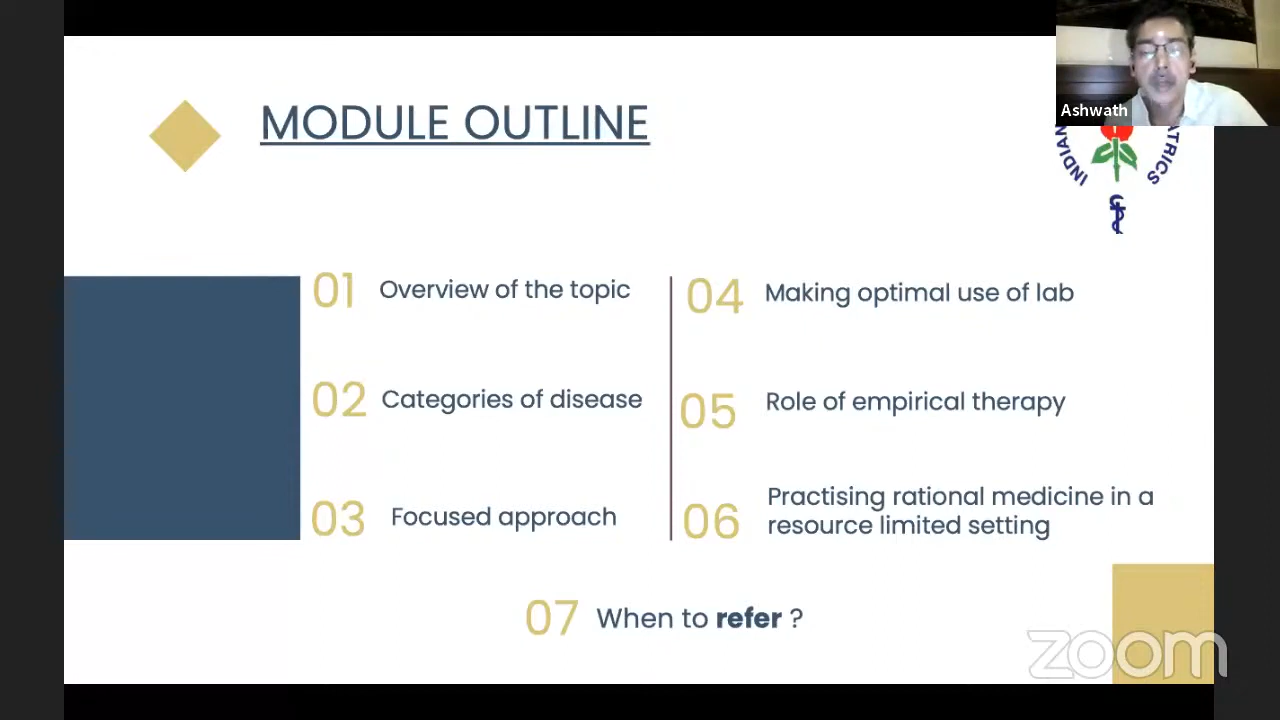 Ashwath
MODULE OUTLINE
INDIAN
ATRICS
01 Overview of the topic
02 Categories of disease
03 Focused approach
04 Making optimal use of lab
05 Role of empirical therapy
06 Practising rational medicine in a
resource limited setting
07 When to refer ?
zoom